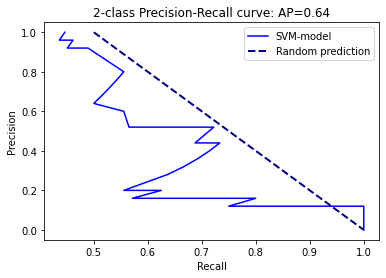 2-class Precision-Recall curve: AP=0.64
SVM-model
Random prediction
Precision
1.0
0.8
0.6
0.4
0.2
0.0
0.5 0.6 0.7 0.8 0.9 1.0
Recall